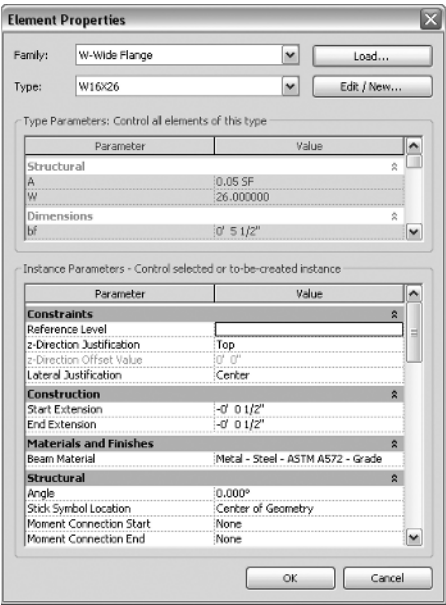 Element Properties
Family: W-Wide Flange Load...
Type: W16X26 Edit / New...
Type Parameters: Control all elements of this type
Parameter Value
Structural
A 0.05 SF
W 26.000000
Dimensions
bf 0' 5 1/2"
Instance Parameters - Control selected or to-be-created instance
Parameter Value
Constraints
Reference Level
z-Direction Justification Top
z-Direction Offset Value 0' 0"
Lateral Justification Center
Construction
Start Extension -0' 0 1/2"
End Extension -0' 0 1/2"
Materials and Finishes
Beam Material Metal - Steel - ASTM A572 - Grade
Structural
Angle 0.000°
Stick Symbol Location Center of Geometry
Moment Connection Start None
Moment Connection End None
OK Cancel